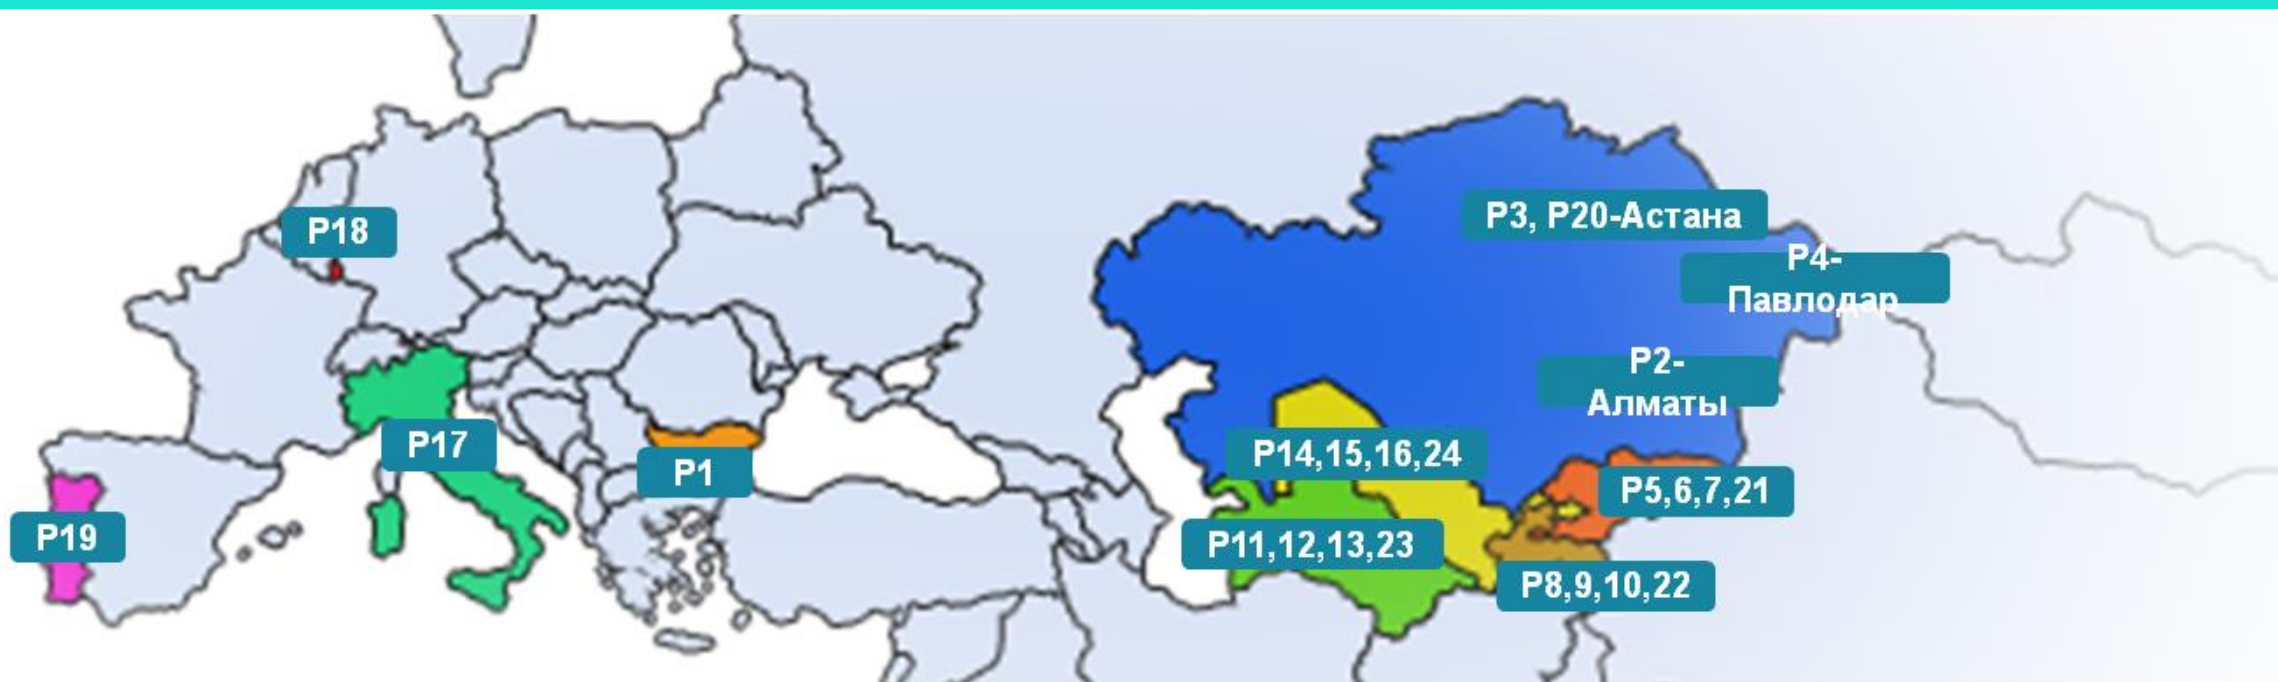 P18
P3, P20-Астана
P4-
Павлодар
P2-
Алматы
P17
P14,15,16,24
P1
P5,6,7,21
P19
P11,12,13,23
P8,9,10,22